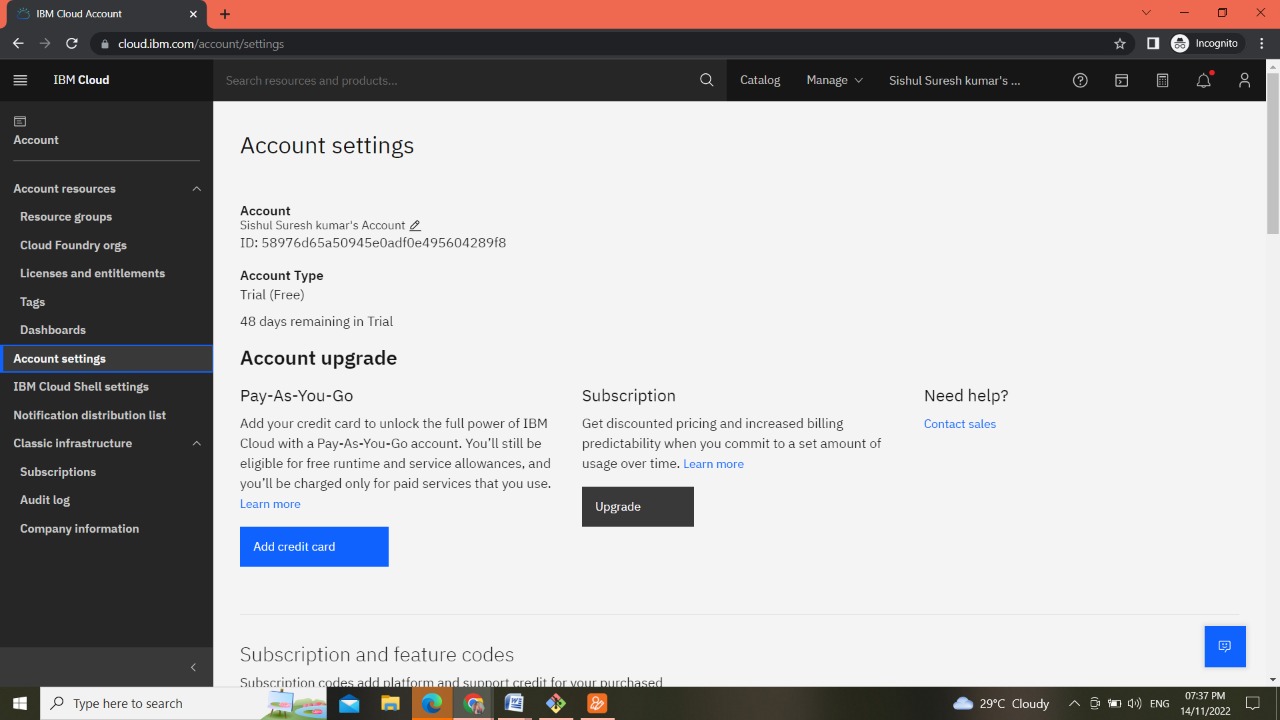 IBM Cloud Account
cloud.ibm.com/account/settings
Incognito
IBM Cloud
Search resources and products...
Catalog
Manage
Sishul Suresh kumar's ...
Account
Account resources
Resource groups
Cloud Foundry orgs
Licenses and entitlements
Tags
Dashboards
Account settings
IBM Cloud Shell settings
Notification distribution list
Classic infrastructure
Subscriptions
Audit log
Company information
Account settings
Account
Sishul Suresh kumar's Account
ID: 58976d65a50945e0adf0e495604289f8
Account Type
Trial (Free)
48 days remaining in Trial
Account upgrade
Pay-As-You-Go
Add your credit card to unlock the full power of IBM
Cloud with a Pay-As-You-Go account. You’ll still be
eligible for free runtime and service allowances, and
you’ll be charged only for paid services that you use.
Learn more
Add credit card
Subscription
Get discounted pricing and increased billing
predictability when you commit to a set amount of
usage over time. Learn more
Upgrade
Need help?
Contact sales
Subscription and feature codes
Subscription codes add platform and support credit for your purchased
Type here to search
29°C Cloudy
ENG
07:37 PM
14/11/2022